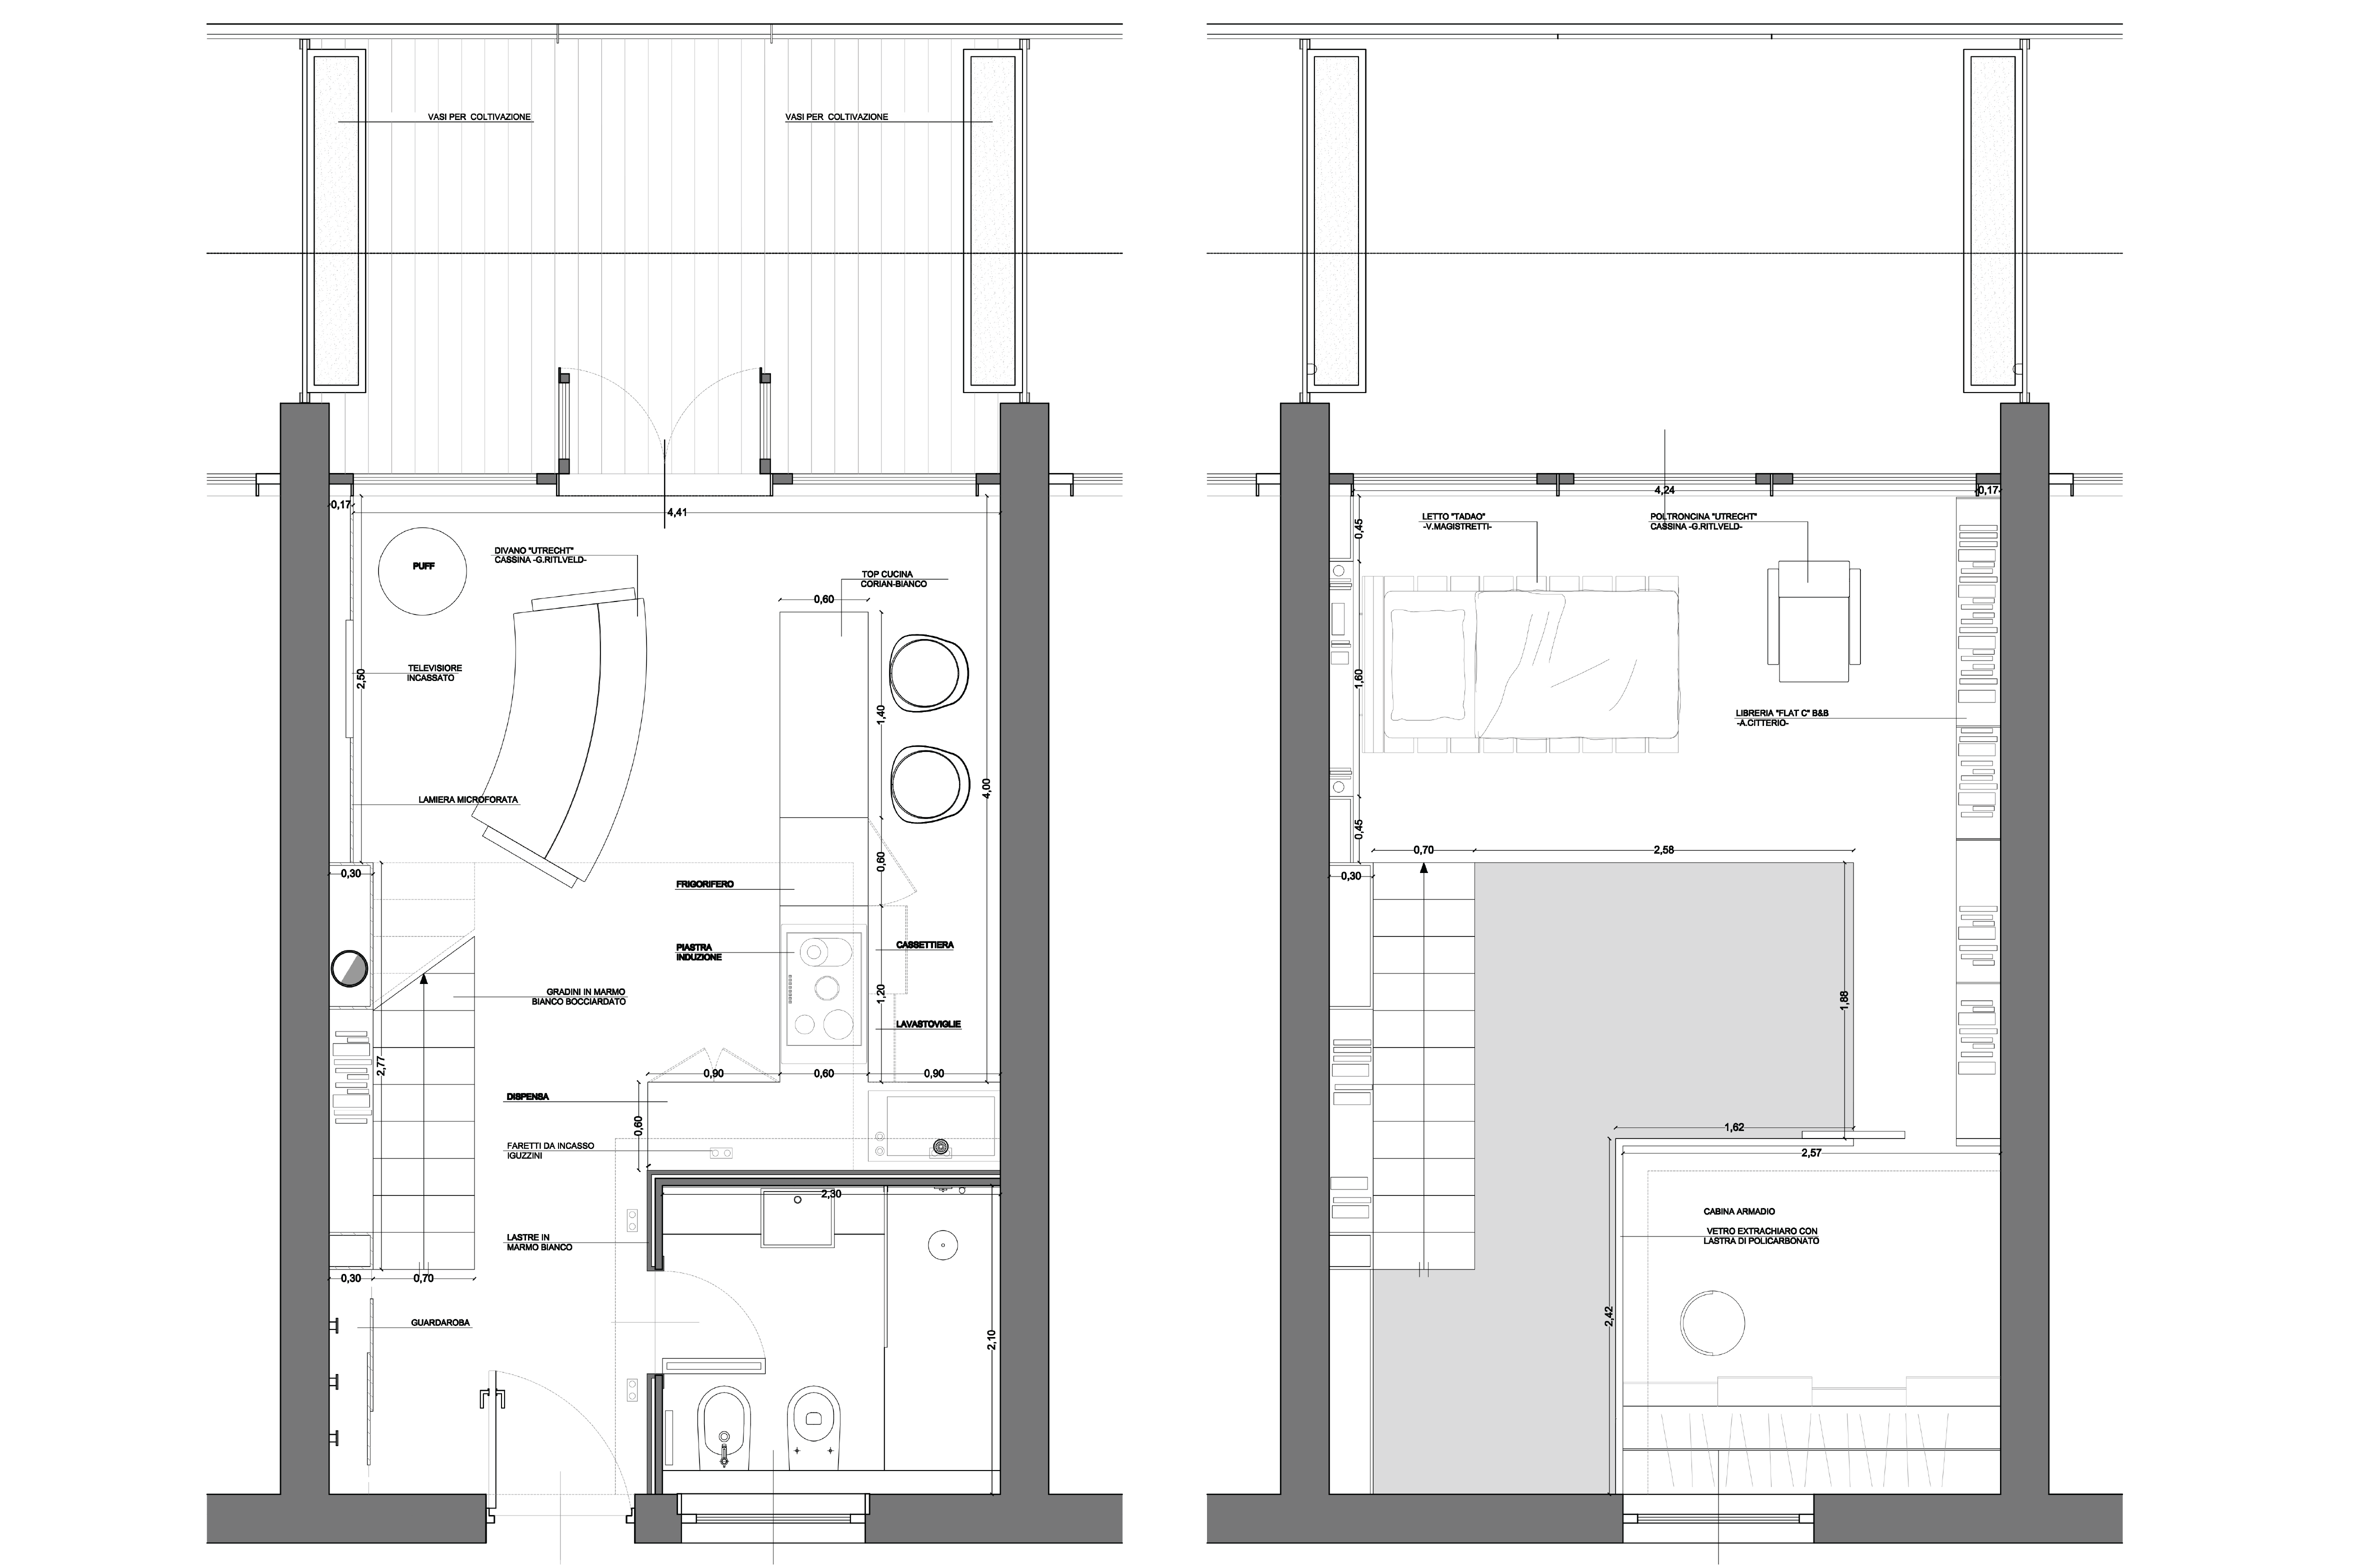 VASI PER COLTIVAZIONE
VASI PER COLTIVAZIONE
0,17
4,41
PUFF
DIVANO "UTRECHT"
CASSINA -G.RITLVELD-
TOP CUCINA
CORIAN-BIANCO
0,60
TELEVISIORE
INCASSATO
2,50
1,40
4,00
LAMIERA MICROFORATA
0,30
0,60
FRIGORIFERO
PIASTRA
INDUZIONE
CASSETTIERA
GRADINI IN MARMO
BIANCO BOCCIARDATO
1,20
LAVASTOVIGLIE
2,77
0,90
0,60
0,90
DISPENSA
0,60
FARETTI DA INCASSO
IGUZZINI
2,30
LASTRE IN
MARMO BIANCO
0,30
0,70
GUARDAROBA
2,10
4,24
0,17
0,45
LETTO "TADAO"
-V.MAGISTRETTI-
POLTRONCINA "UTRECHT"
CASSINA -G.RITLVELD-
1,60
LIBRERIA "FLAT C" B&B
-A.CITTERIO-
0,45
0,70
2,58
0,30
1,88
1,62
2,57
CABINA ARMADIO
VETRO EXTRACHIARO CON
LASTRA DI POLICARBONATO
2,42